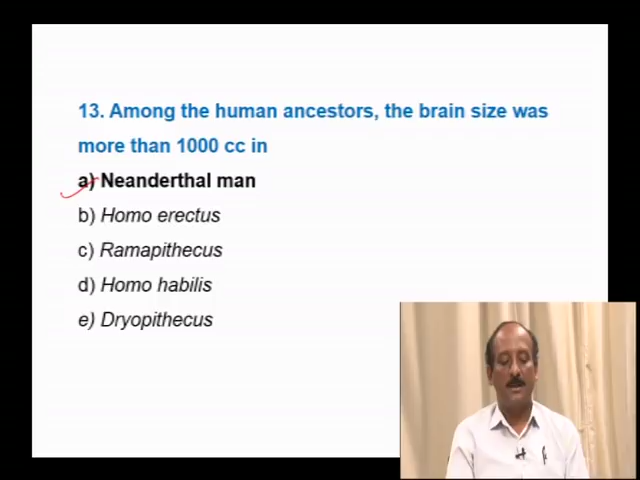 13. Among the human ancestors, the brain size was
more than 1000 cc in
a) Neanderthal man
b) Homo erectus
c) Ramapithecus
d) Homo habilis
e) Dryopithecus